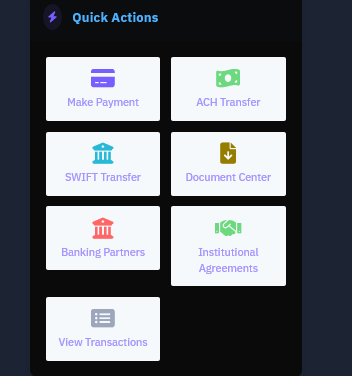 Quick Actions
Make Payment
ACH Transfer
SWIFT Transfer
Document Center
Banking Partners
Institutional
Agreements
View Transactions